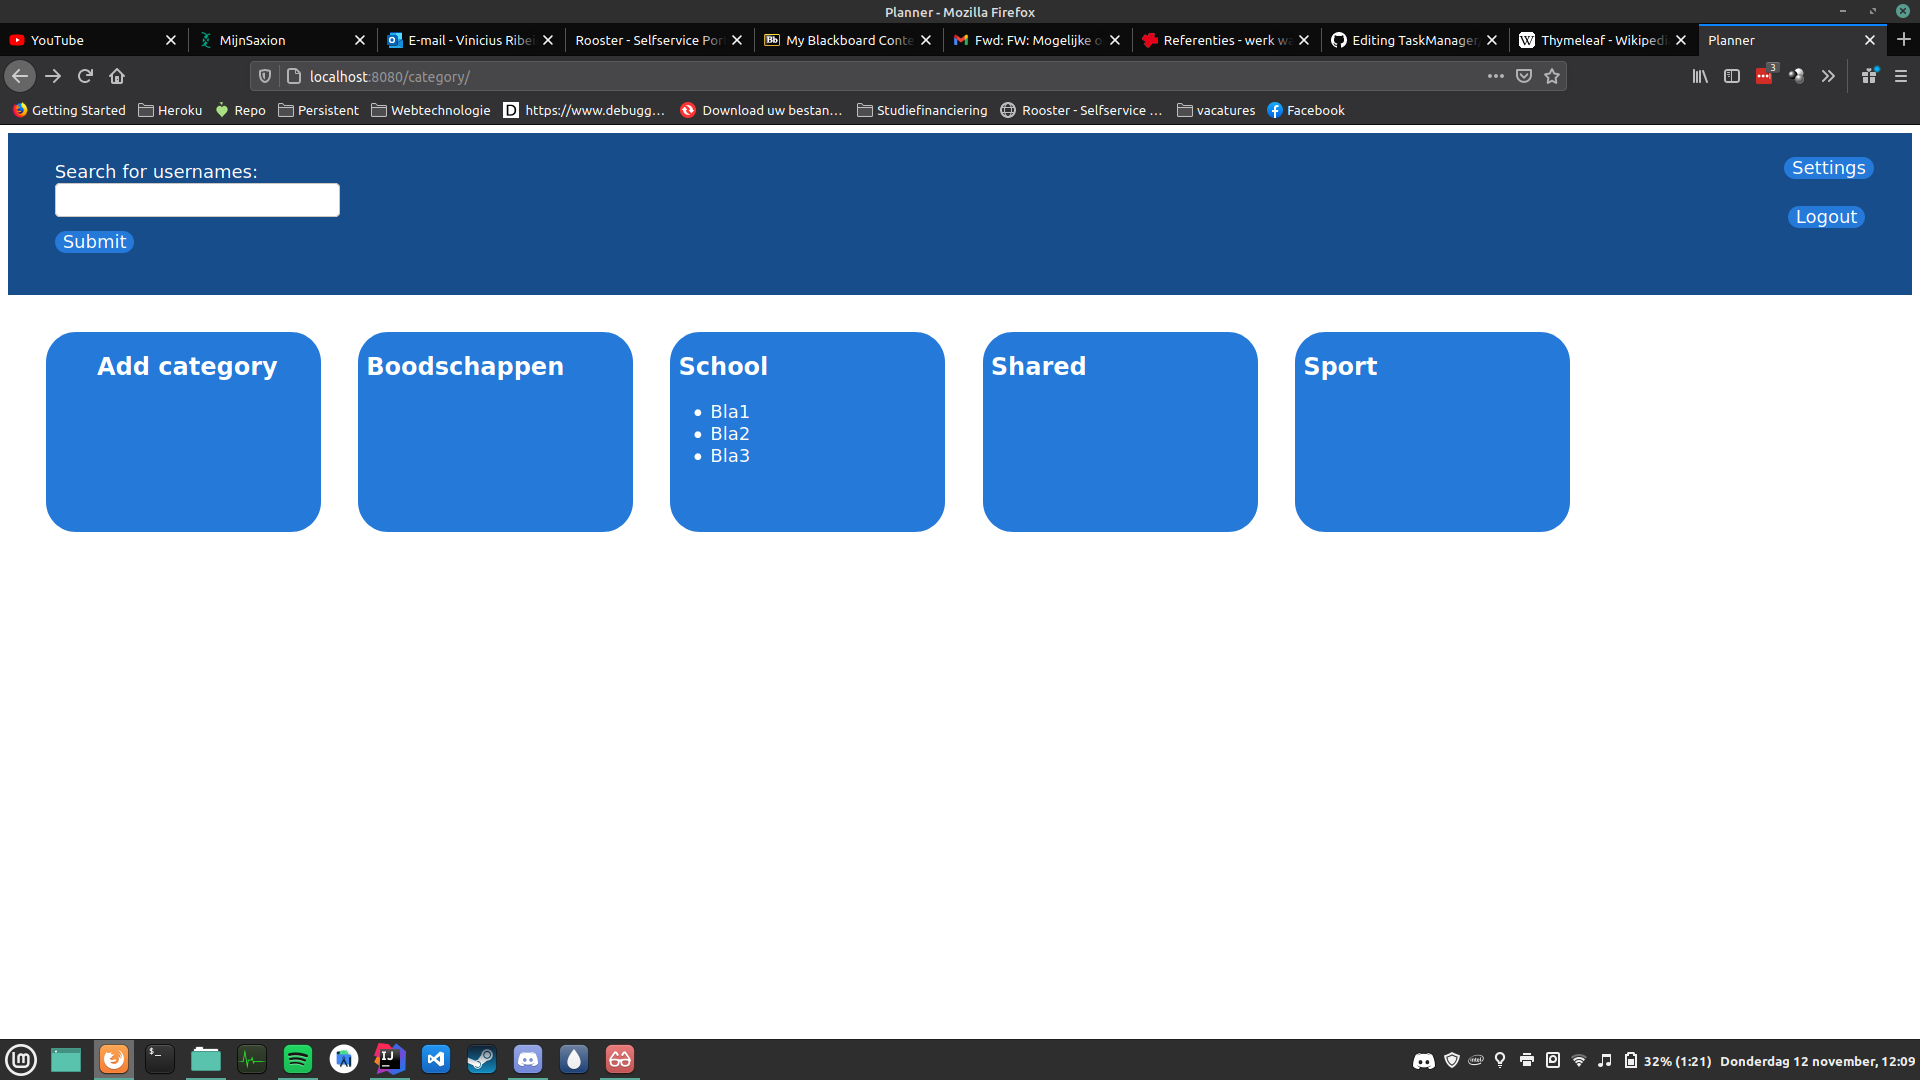 Planner - Mozilla Firefox
YouTube
MijnSaxion
E-mail - Vinicius Ribei
Rooster - Selfservice Por
My Blackboard Conte
Fwd: FW: Mogelijke o
Referenties - werk wa
Editing TaskManager
Thymeleaf - Wikipedi
Planner
localhost:8080/category/
3
Getting Started
Heroku
Repo
Persistent
Webtechnologie
https://www.debugg...
Download uw bestan...
Studiefinanciering
Rooster - Selfservice ...
vacatures
Facebook
Search for usernames:
Submit
Settings
Logout
Add category
Boodschappen
School
Bla1
Bla2
Bla3
Shared
Sport
32% (1:21)
Donderdag 12 november, 12:09